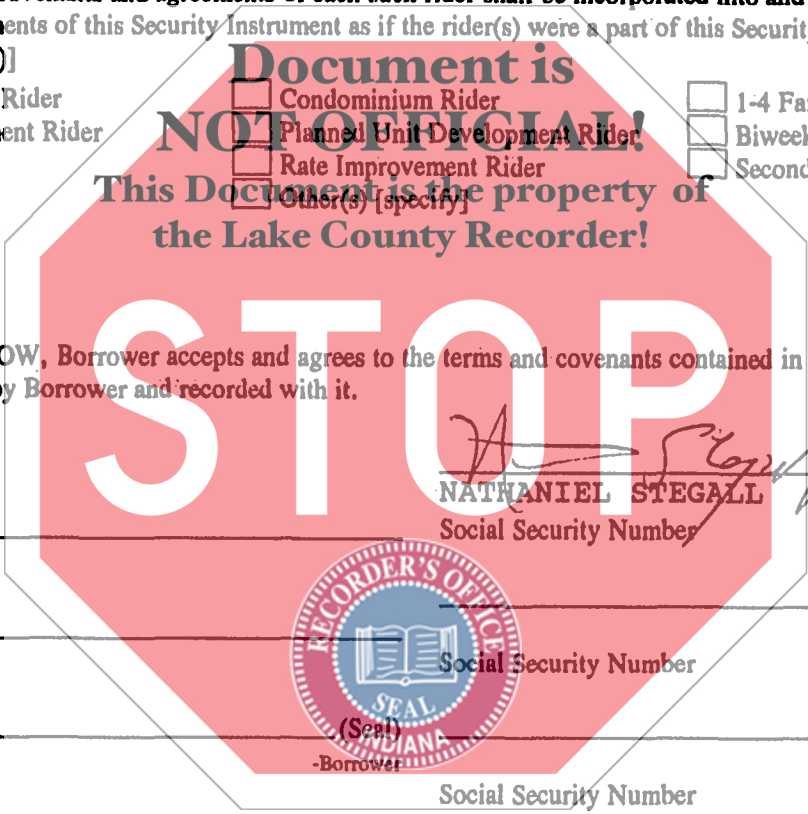 ents of this Security Instrument as if the rider(s) were a part of this Security
)]
Document is
Rider
Condominium Rider
1-4 Fa
ent Rider
NOT OFFICIAL!
Planned Unit Development Rider
Biweek
Rate Improvement Rider
Second
This Document is the property of
Other(s) [specify]
the Lake County Recorder!
STOP
OW, Borrower accepts and agrees to the terms and covenants contained in
y Borrower and recorded with it.
NATHANIEL STEGALL
Social Security Number
RECORDER'S OFFICE
Social Security Number
SEAL
(Seal)
INDIANA
-Borrower
Social Security Number